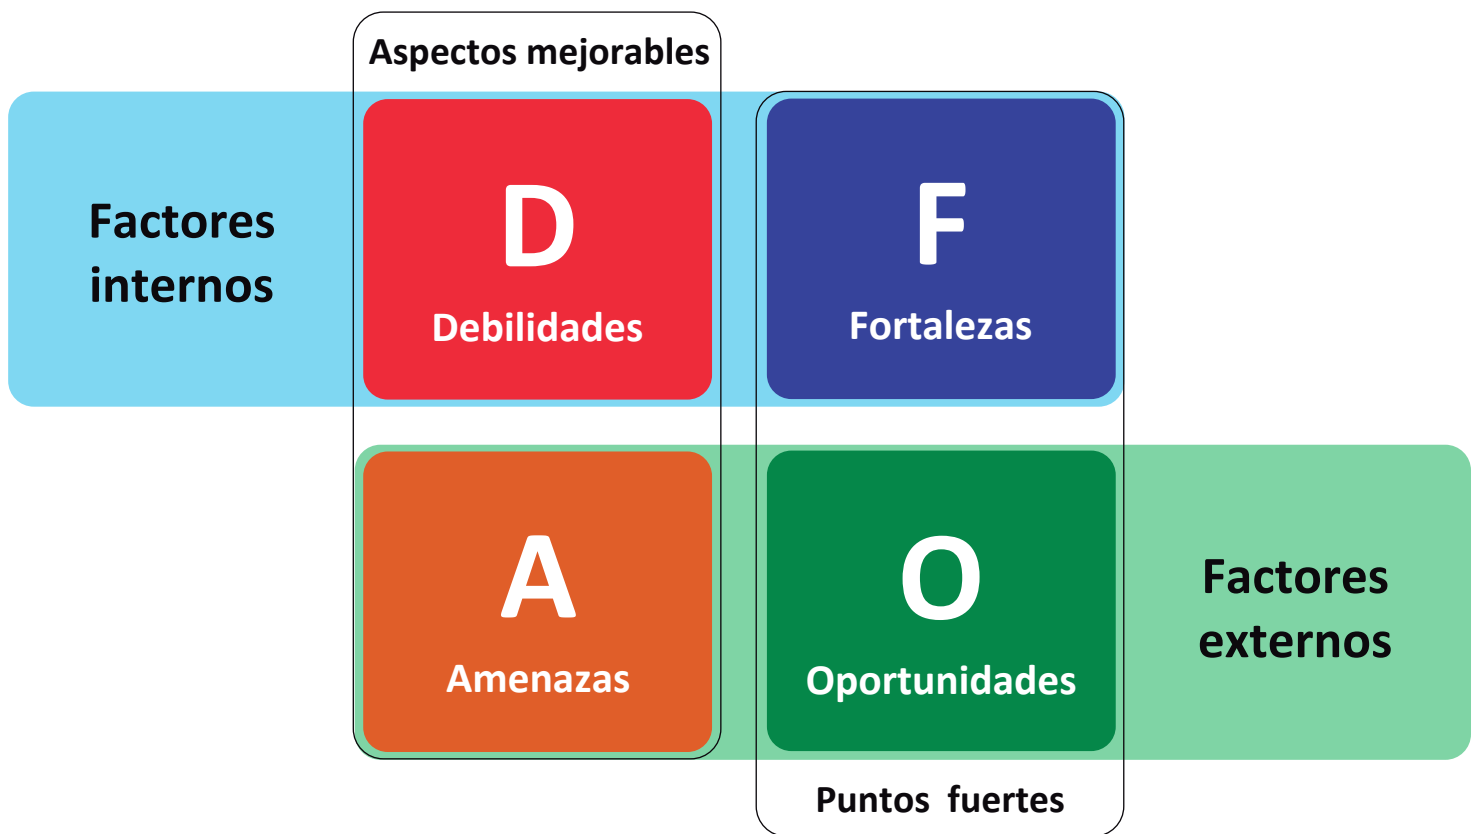 Aspectos mejorables
Factores
internos
D
Debilidades
F
Fortalezas
A
Amenazas
O
Oportunidades
Factores
externos
Puntos fuertes